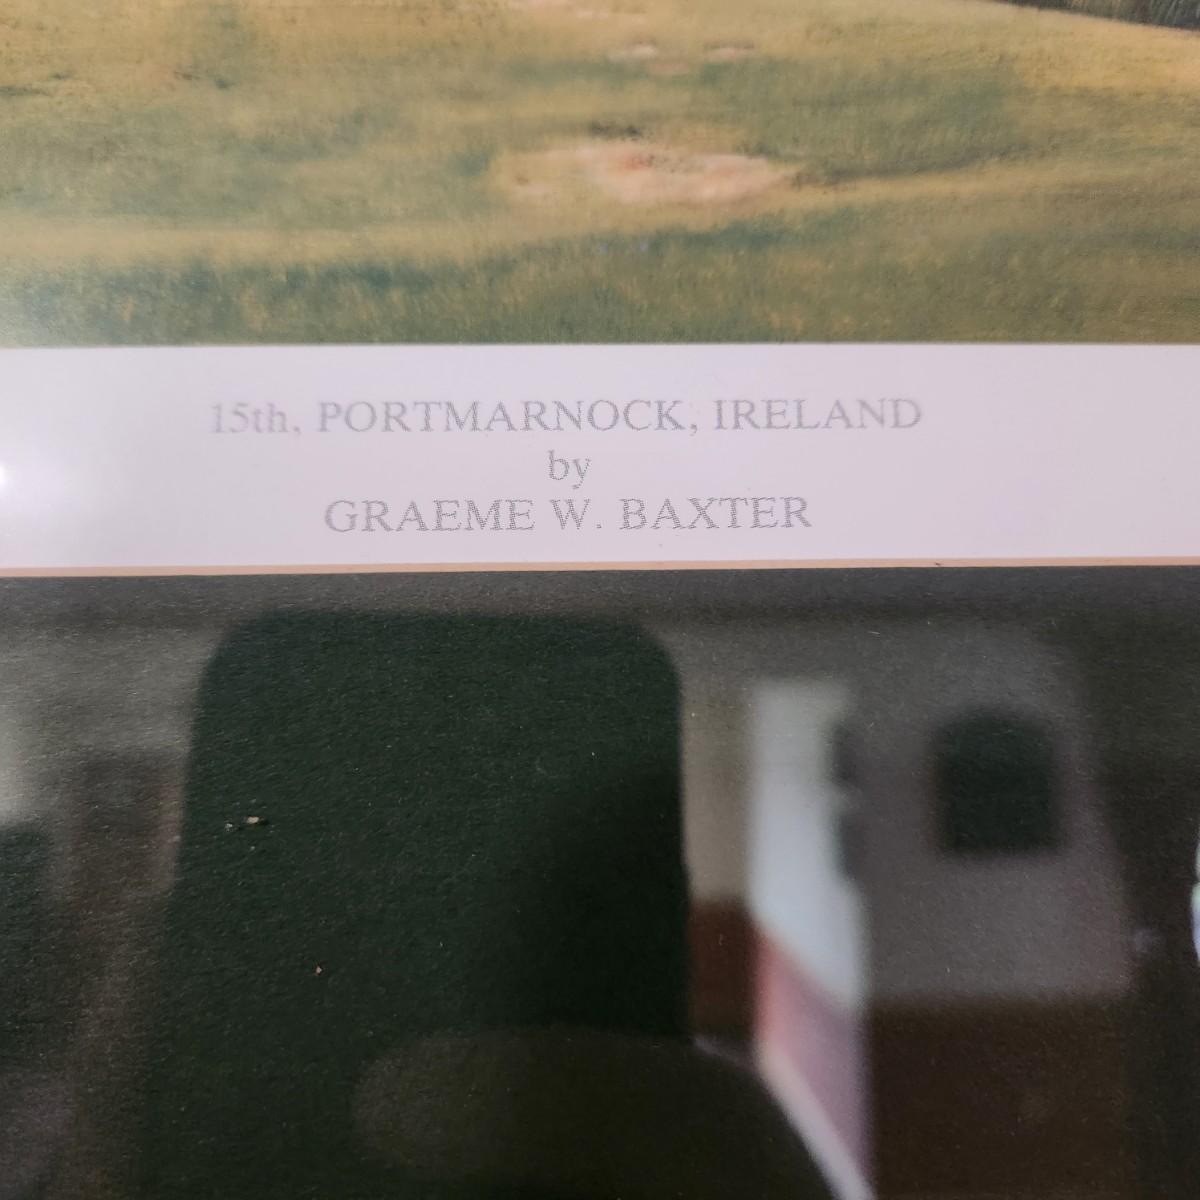 15th, PORTMARNOCK, IRELAND
by
GRAEME W. BAXTER